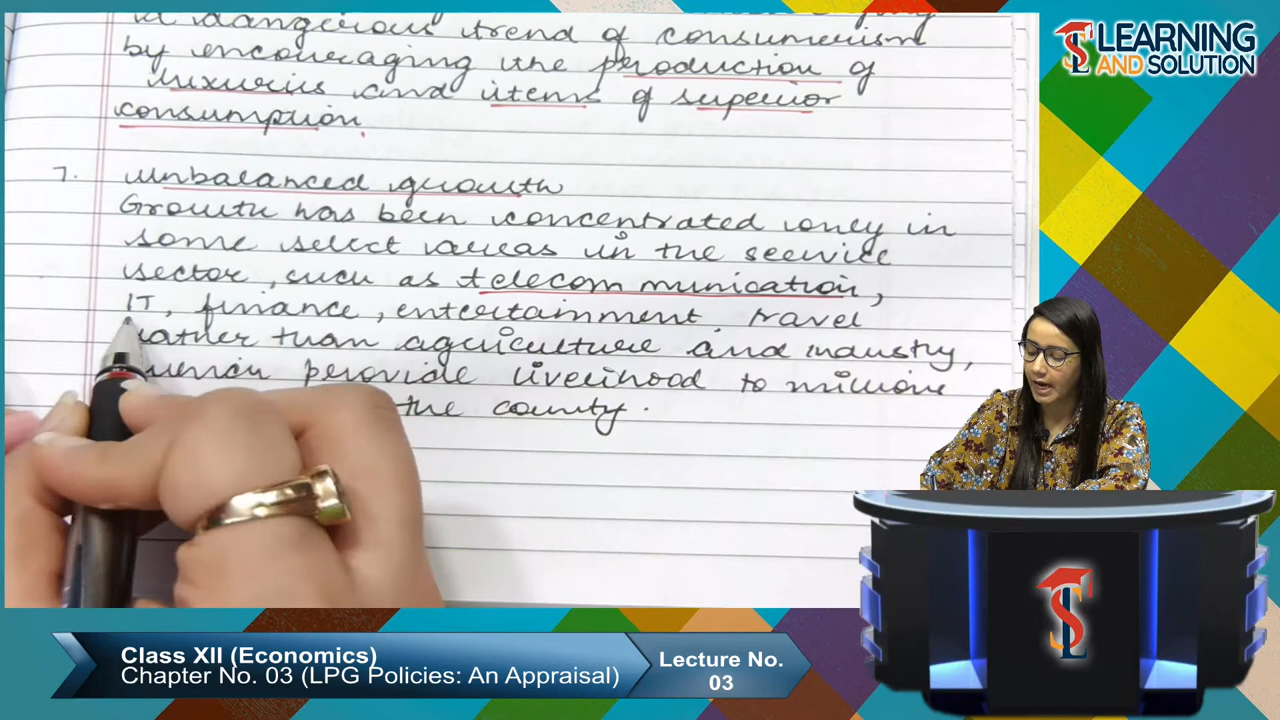 a dangerous trend of consumerism
by encouraging the production of
luxuries and items of superior
consumption.
7. unbalanced growth
Growth has been concentrated only in
some select areas in the service
sector, such as telecommunication,
IT, finance, entertainment, travel
rather than agriculture and industry,
which provide livelihood to millions
the county.
LEARNING
AND SOLUTION
Class XII (Economics)
Chapter No. 03 (LPG Policies: An Appraisal)
Lecture No.
03